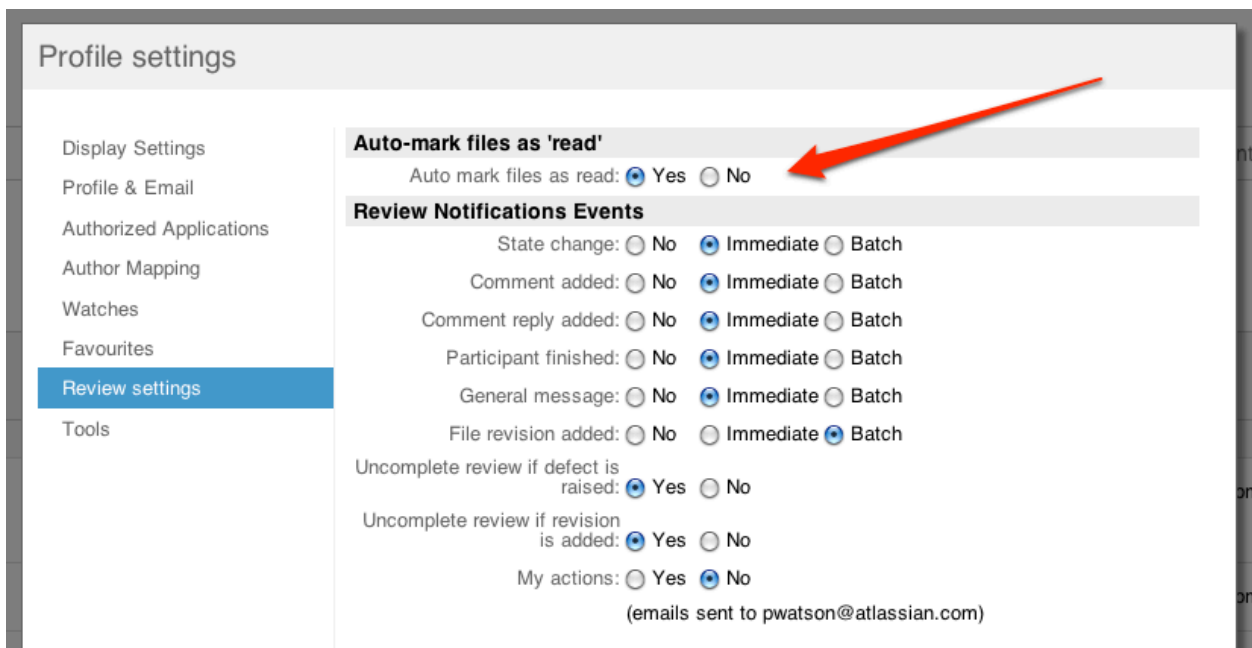 Profile settings
Display Settings
Profile & Email
Authorized Applications
Author Mapping
Watches
Favourites
Review settings
Tools
Auto-mark files as 'read'
Auto mark files as read: Yes No
Review Notifications Events
State change: No Immediate Batch
Comment added: No Immediate Batch
Comment reply added: No Immediate Batch
Participant finished: No Immediate Batch
General message: No Immediate Batch
File revision added: No Immediate Batch
Uncomplete review if defect is
raised: Yes No
Uncomplete review if revision
is added: Yes No
My actions: Yes No
(emails sent to pwatson@atlassian.com)